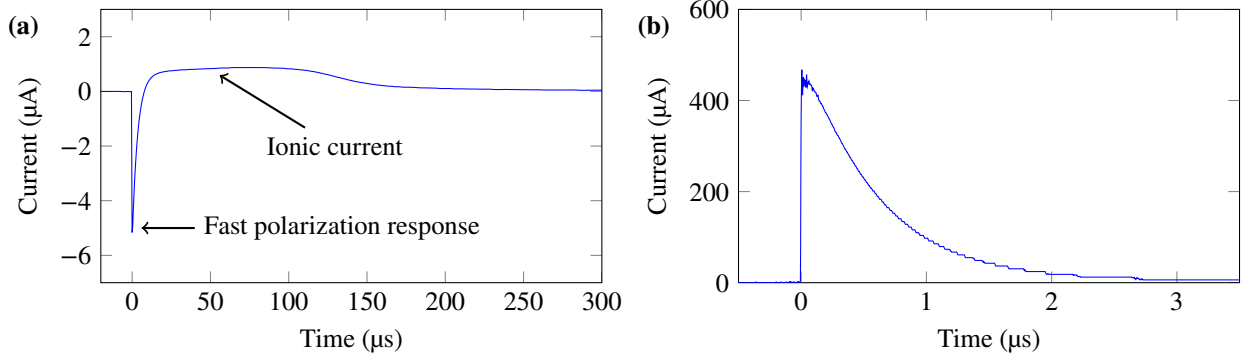 (a)
Current (µA)
2
0
−2
−4
−6
Ionic current
Fast polarization response
0 50 100 150 200 250 300
Time (µs)
(b)
Current (µA)
600
400
200
0
0 1 2 3
Time (µs)